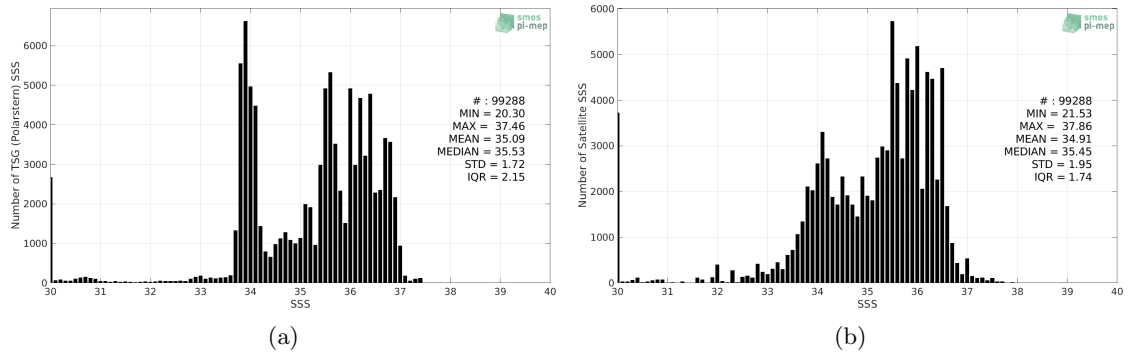 smos
pi-mep
Number of TSG (Polarstern) SSS
6000
5000
4000
3000
2000
1000
0
# : 99288
MIN = 20.30
MAX = 37.46
MEAN = 35.09
MEDIAN = 35.53
STD = 1.72
IQR = 2.15
30 31 32 33 34 35 36 37 38 39 40
SSS
(a)
smos
pi-mep
Number of Satellite SSS
6000
5000
4000
3000
2000
1000
0
# : 99288
MIN = 21.53
MAX = 37.86
MEAN = 34.91
MEDIAN = 35.45
STD = 1.95
IQR = 1.74
30 31 32 33 34 35 36 37 38 39 40
SSS
(b)